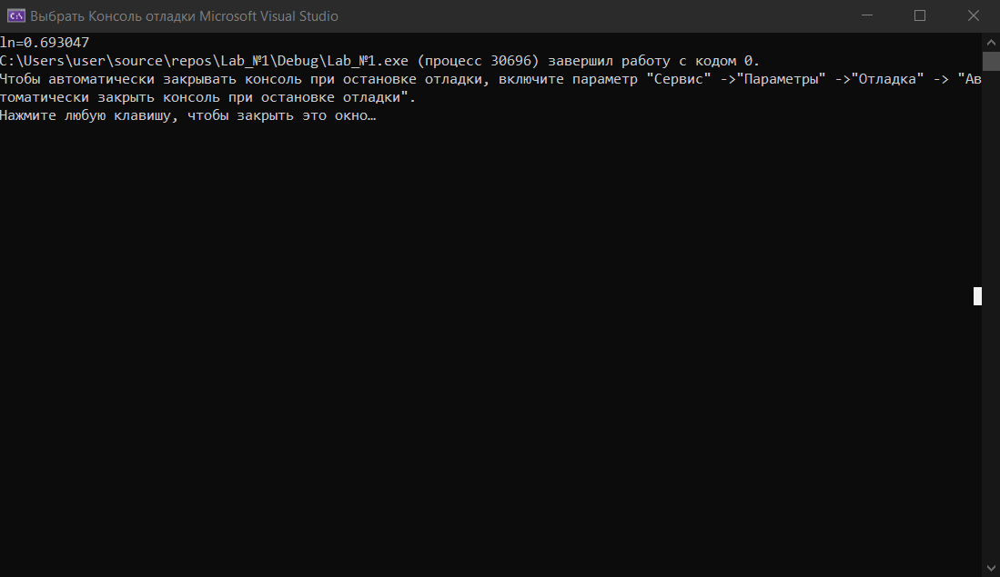 Выбрать Консоль отладки Microsoft Visual Studio
ln=0.693047
C:\Users\user\source\repos\Lab_№1\Debug\Lab_№1.exe (процесс 30696) завершил работу с кодом 0.
Чтобы автоматически закрывать консоль при остановке отладки, включите параметр "Сервис" ->"Параметры" ->"Отладка" -> "Ав
томатически закрыть консоль при остановке отладки".
Нажмите любую клавишу, чтобы закрыть это окно…